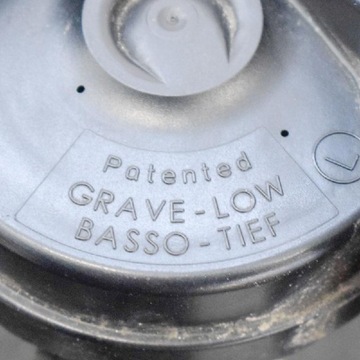 Patented
GRAVE - LOW
BASSO - TIEF
L